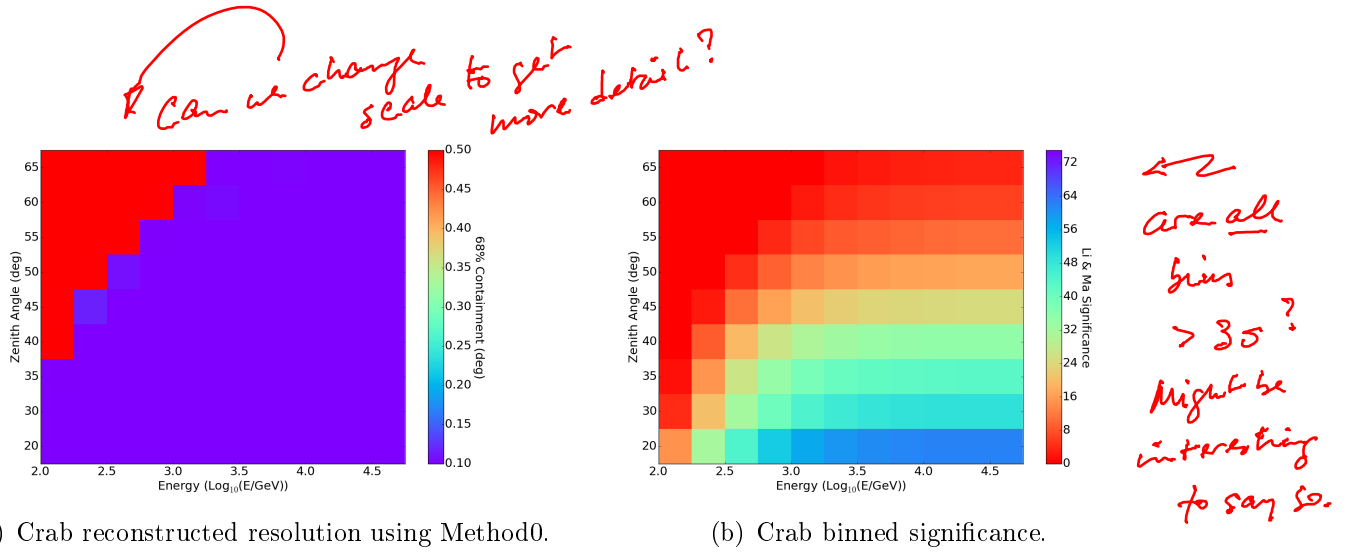 Can we change
scale to get
more detail?
65
60
55
50
45
40
35
30
25
20
Zenith Angle (deg)
2.0 2.5 3.0 3.5 4.0 4.5
Energy (Log₁₀(E/GeV))
0.50
0.45
0.40
0.35
0.30
0.25
0.20
0.15
0.10
68% Containment (deg)
65
60
55
50
45
40
35
30
25
20
Zenith Angle (deg)
2.0 2.5 3.0 3.5 4.0 4.5
Energy (Log₁₀(E/GeV))
72
64
56
48
40
32
24
16
8
0
Li & Ma Significance
are all
bins
> 3σ?
Might be
interesting
to say so.
) Crab reconstructed resolution using Method0.
(b) Crab binned significance.